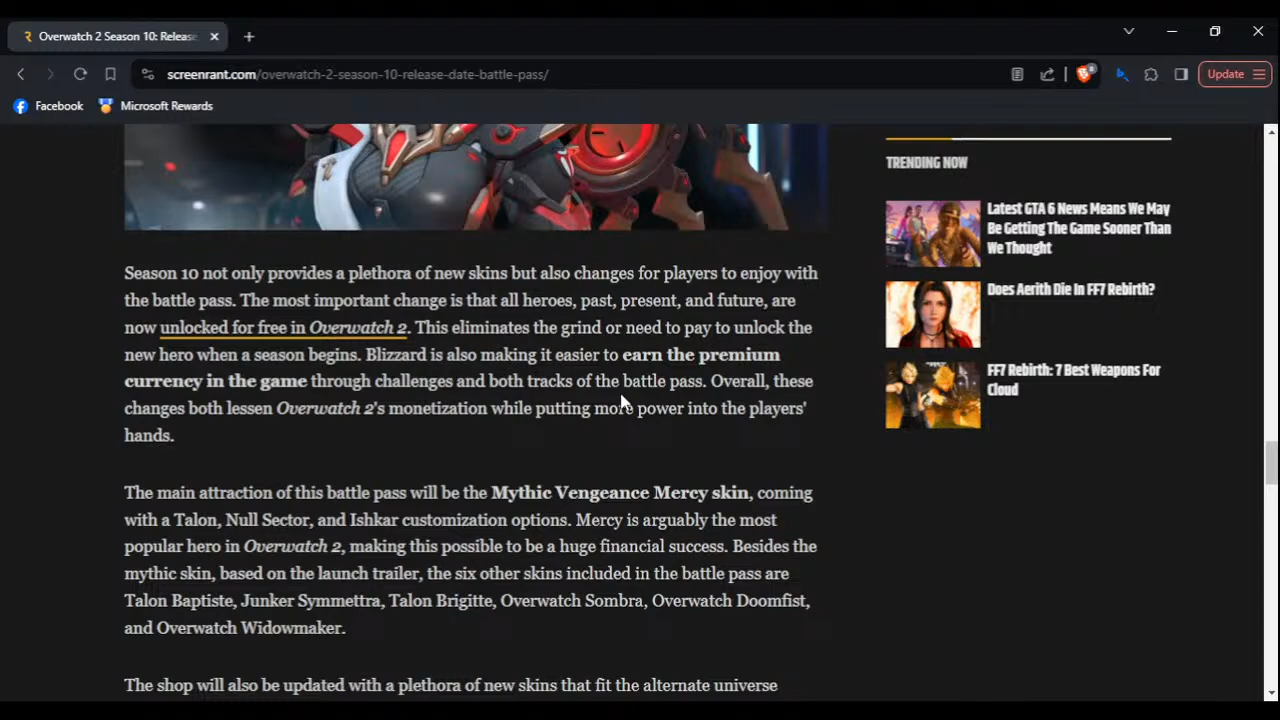 Overwatch 2 Season 10: Releas
screenrant.com/overwatch-2-season-10-release-date-battle-pass/
Update
Facebook
Microsoft Rewards
Season 10 not only provides a plethora of new skins but also changes for players to enjoy with
the battle pass. The most important change is that all heroes, past, present, and future, are
now unlocked for free in Overwatch 2. This eliminates the grind or need to pay to unlock the
new hero when a season begins. Blizzard is also making it easier to earn the premium
currency in the game through challenges and both tracks of the battle pass. Overall, these
changes both lessen Overwatch 2's monetization while putting more power into the players'
hands.
The main attraction of this battle pass will be the Mythic Vengeance Mercy skin, coming
with a Talon, Null Sector, and Ishkar customization options. Mercy is arguably the most
popular hero in Overwatch 2, making this possible to be a huge financial success. Besides the
mythic skin, based on the launch trailer, the six other skins included in the battle pass are
Talon Baptiste, Junker Symmettra, Talon Brigitte, Overwatch Sombra, Overwatch Doomfist,
and Overwatch Widowmaker.
The shop will also be updated with a plethora of new skins that fit the alternate universe
TRENDING NOW
Latest GTA 6 News Means We May
Be Getting The Game Sooner Than
We Thought
Does Aerith Die In FF7 Rebirth?
FF7 Rebirth: 7 Best Weapons For
Cloud